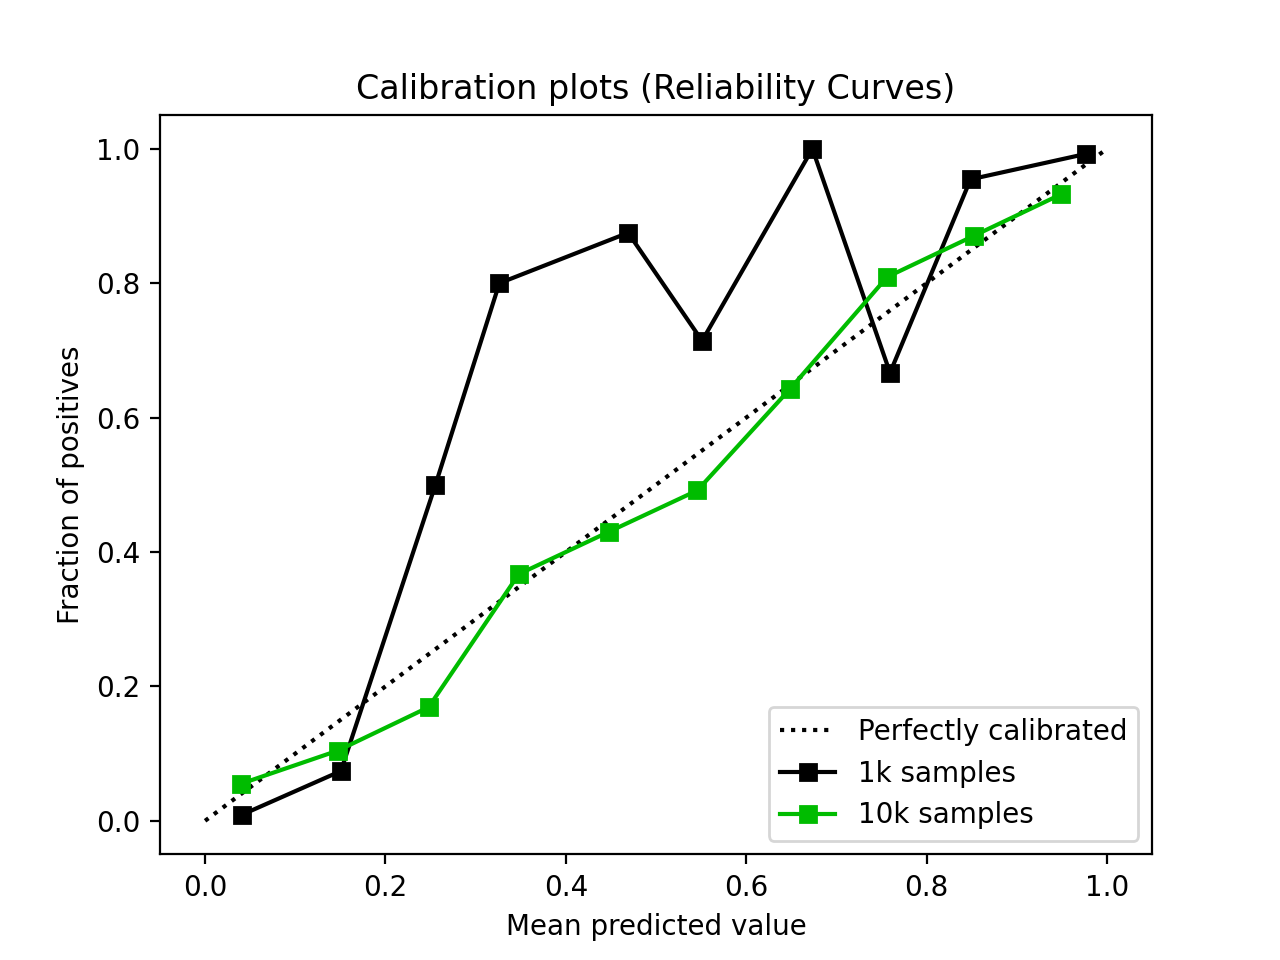 Calibration plots (Reliability Curves)
1.0
0.8
0.6
0.4
0.2
0.0
Fraction of positives
Perfectly calibrated
1k samples
10k samples
0.0 0.2 0.4 0.6 0.8 1.0
Mean predicted value